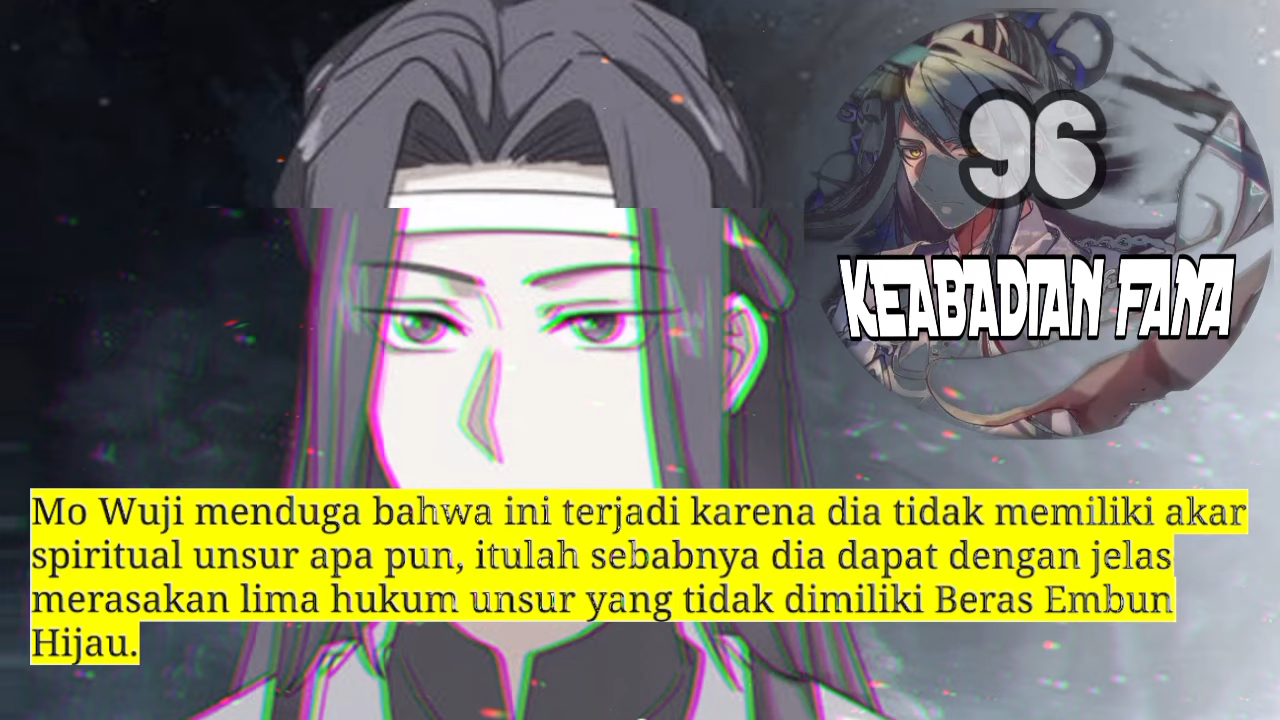 96
KEABADIAN FANA
Mo Wuji menduga bahwa ini terjadi karena dia tidak memiliki akar
spiritual unsur apa pun, itulah sebabnya dia dapat dengan jelas
merasakan lima hukum unsur yang tidak dimiliki Beras Embun
Hijau.